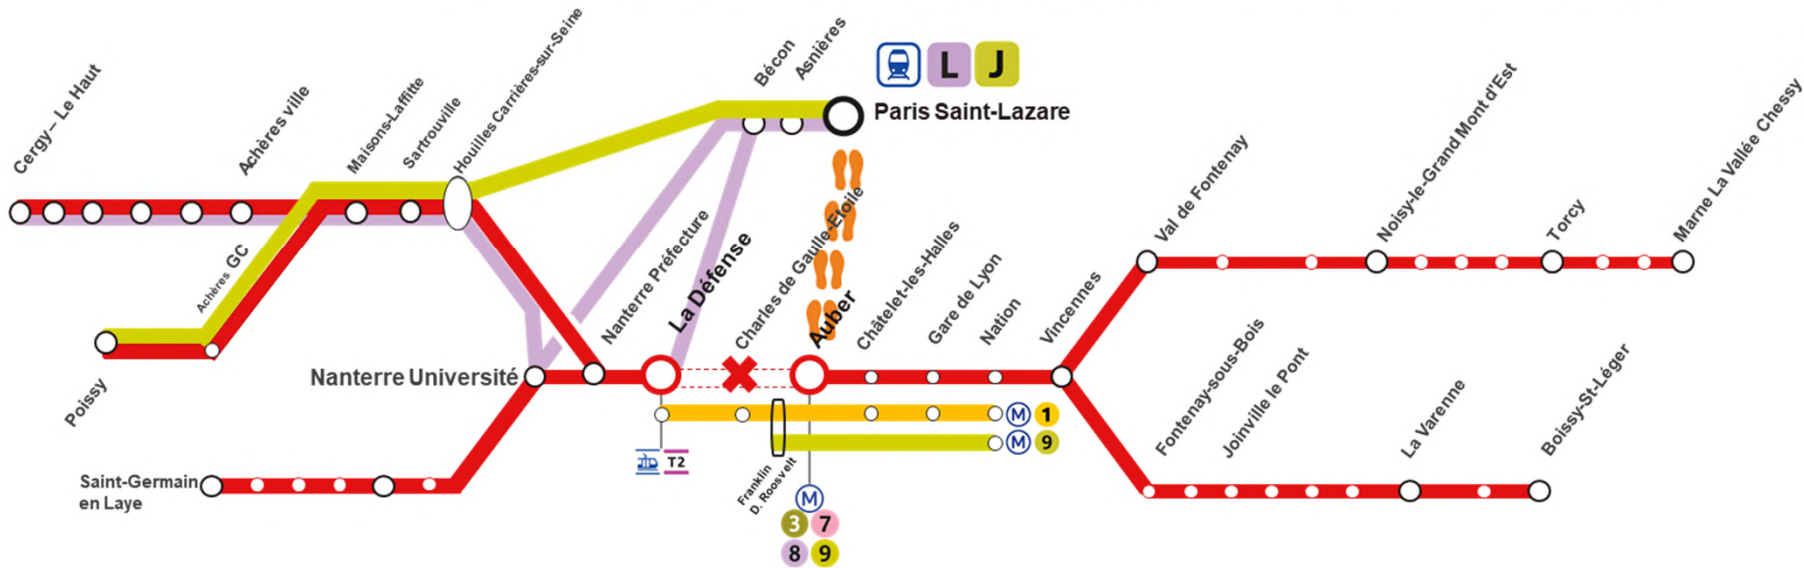 Cergy – Le Haut
Achères ville
Maisons-Laffitte
Sartrouville
Houilles Carrières-sur-Seine
Bécon
Asnières
L
J
Paris Saint-Lazare
Achères GC
Poissy
Nanterre Université
Nanterre Préfecture
La Défense
Charles de Gaulle-Etoile
Auber
Châtelet-les-Halles
Gare de Lyon
Nation
Vincennes
Val de Fontenay
Noisy-le-Grand Mont d'Est
Torcy
Marne La Vallée Chessy
Fontenay-sous-Bois
Joinville le Pont
La Varenne
Boissy-St-Léger
Saint-Germain
en Laye
M 1
M 9
T2
Franklin
D. Roosvelt
M
3 7
8 9